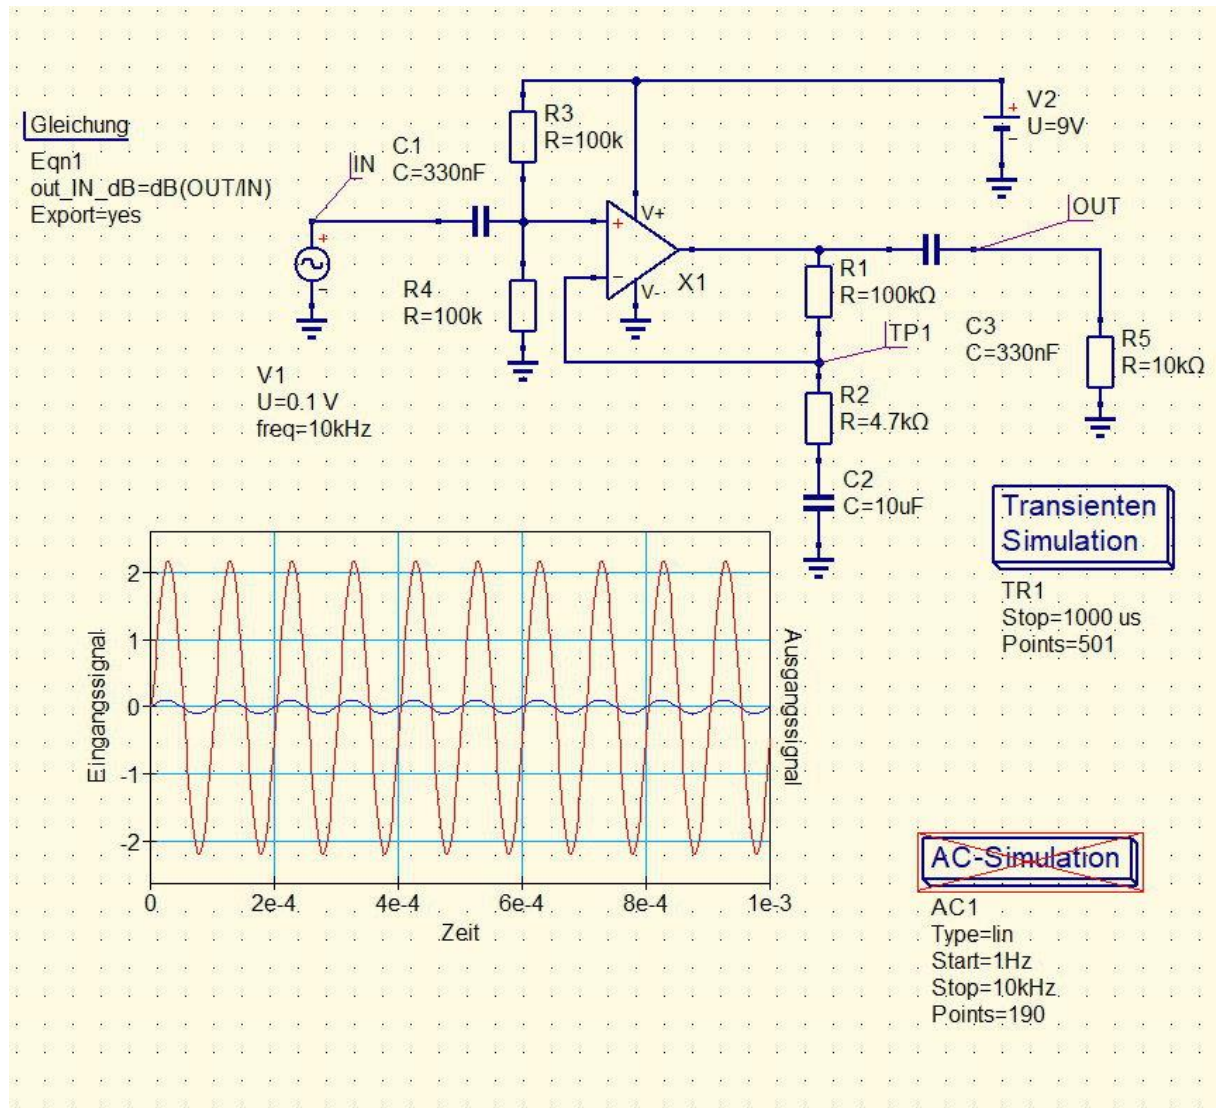 Gleichung
Eqn1
out_IN_dB=dB(OUT/IN)
Export=yes
IN
C1
C=330nF
R3
R=100k
V2
U=9V
+
-
+
-
V1
U=0.1 V
freq=10kHz
R4
R=100k
+
-
V+
V-
X1
OUT
R1
R=100kΩ
TP1
C3
C=330nF
R5
R=10kΩ
R2
R=4.7kΩ
C2
C=10uF
Transienten
Simulation
TR1
Stop=1000 us
Points=501
Eingangssignal
2
1
0
-1
-2
0
2e-4
4e-4
6e-4
8e-4
1e-3
Zeit
Ausgangssignal
AC-Simulation
AC1
Type=lin
Start=1Hz
Stop=10kHz
Points=190